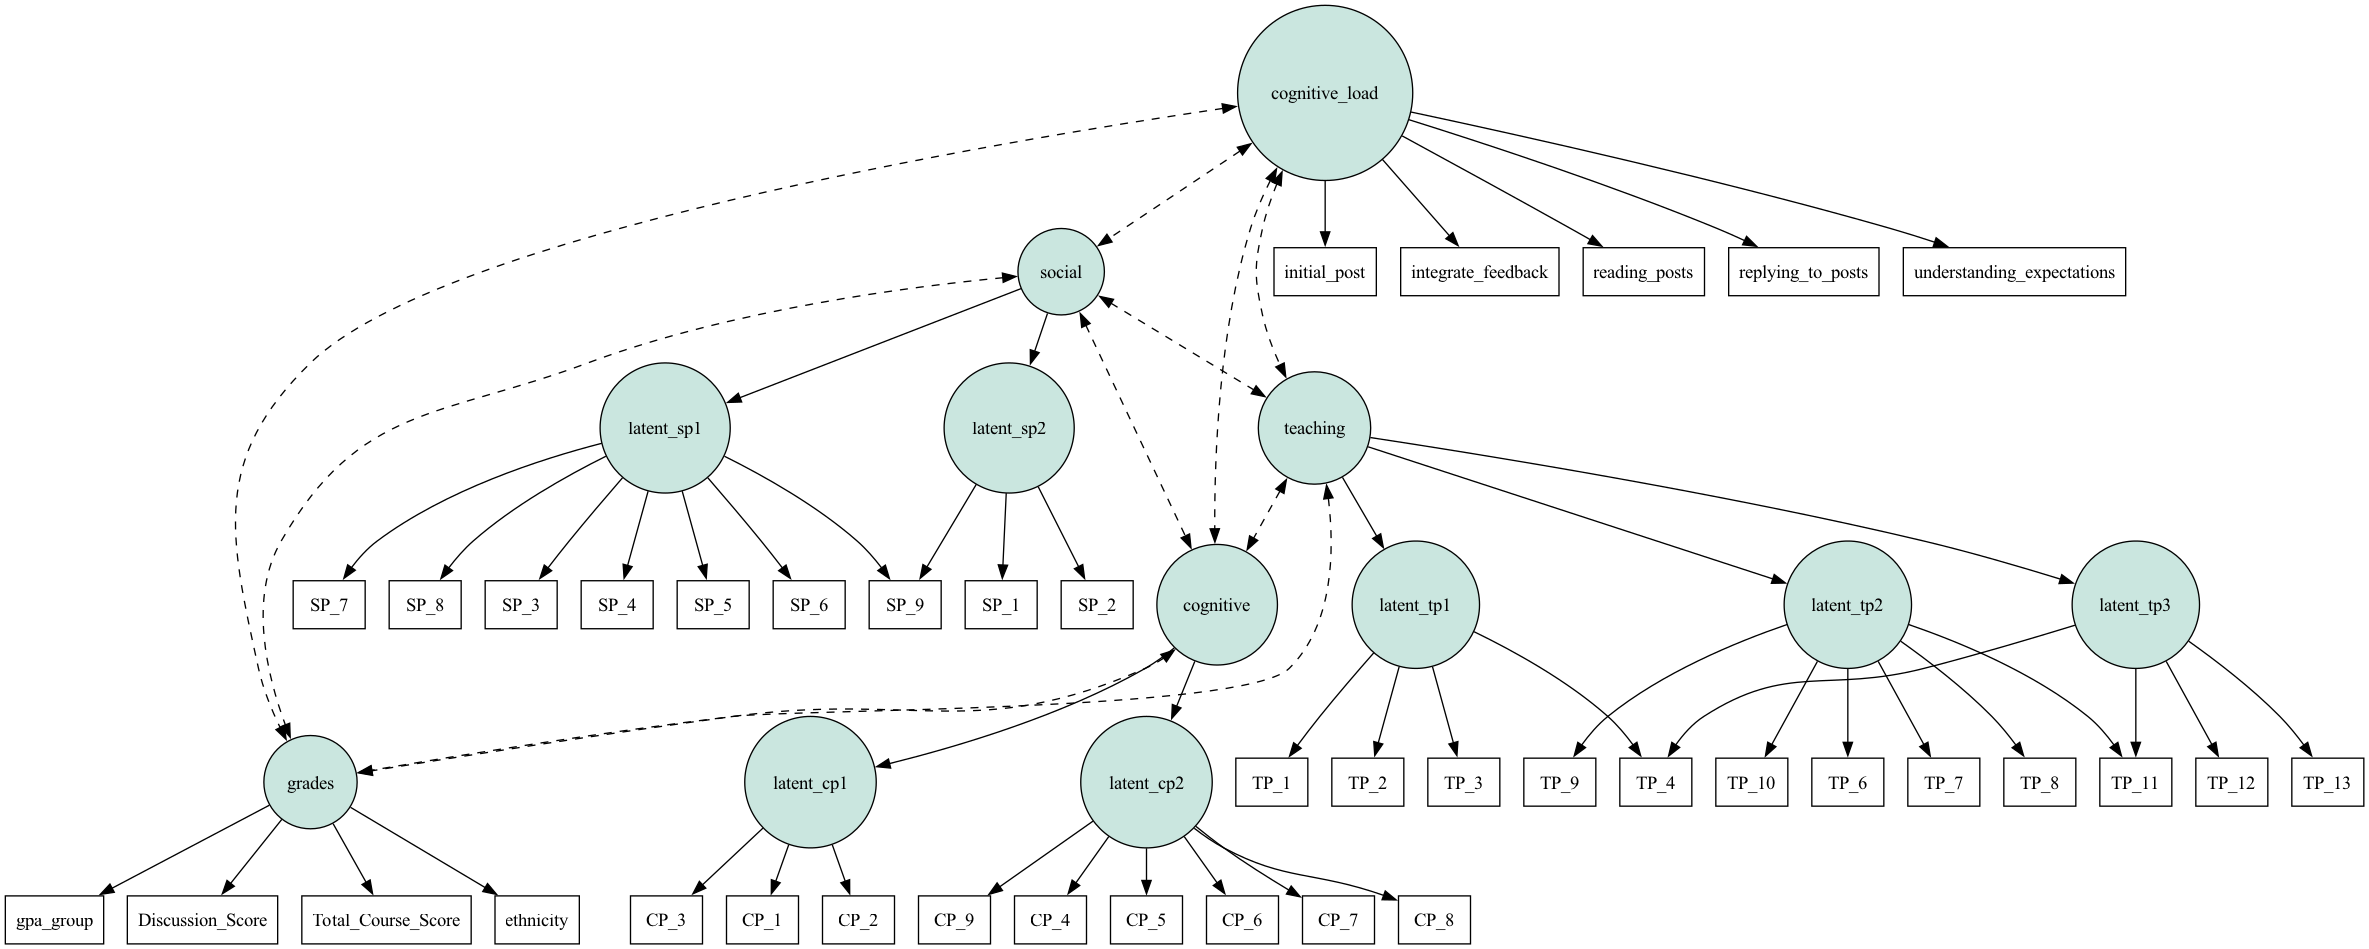 cognitive_load
social
initial_post
integrate_feedback
reading_posts
replying_to_posts
understanding_expectations
latent_sp1
latent_sp2
teaching
SP_7
SP_8
SP_3
SP_4
SP_5
SP_6
SP_9
SP_1
SP_2
cognitive
latent_tp1
latent_tp2
latent_tp3
grades
latent_cp1
latent_cp2
TP_1
TP_2
TP_3
TP_9
TP_4
TP_10
TP_6
TP_7
TP_8
TP_11
TP_12
TP_13
gpa_group
Discussion_Score
Total_Course_Score
ethnicity
CP_3
CP_1
CP_2
CP_9
CP_4
CP_5
CP_6
CP_7
CP_8